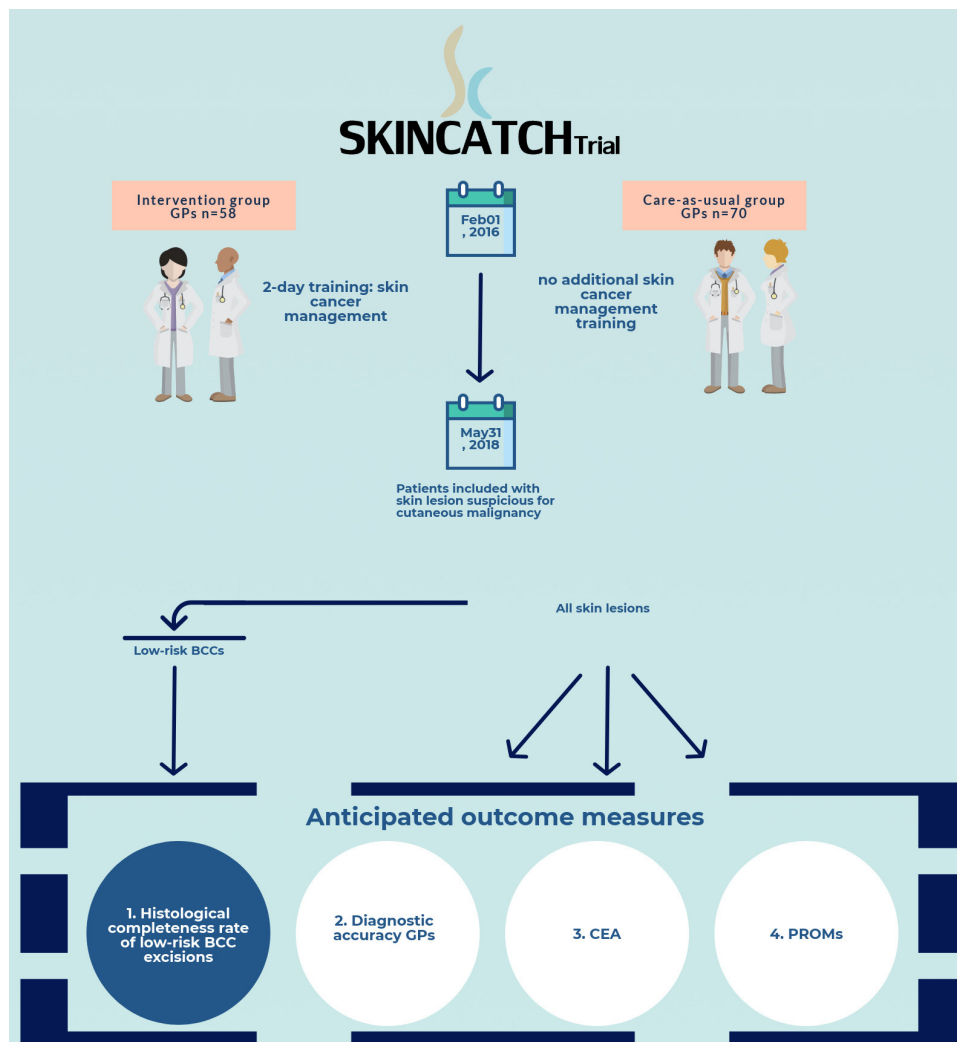 SKINCATCH Trial
Intervention group
GPs n=58
Feb01
, 2016
Care-as-usual group
GPs n=70
2-day training: skin
cancer
management
no additional skin
cancer
management
training
May31
, 2018
Patients included with
skin lesion suspicious for
cutaneous malignancy
All skin lesions
Low-risk BCCs
Anticipated outcome measures
1. Histological
completeness rate
of low-risk BCC
excisions
2. Diagnostic
accuracy GPs
3. CEA
4. PROMs